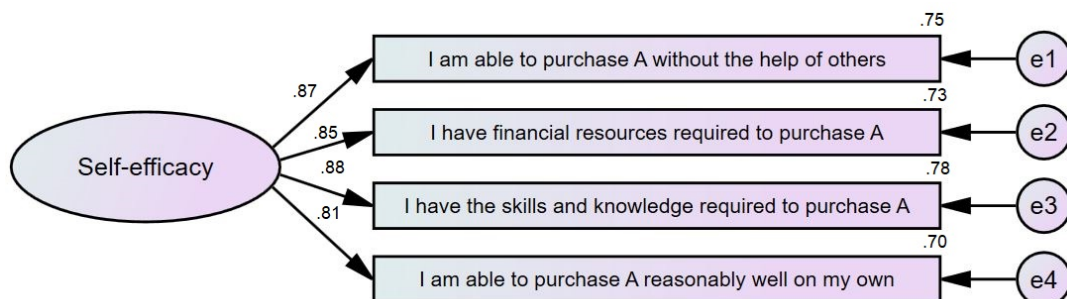 .75
I am able to purchase A without the help of others
e1
.87
.73
.85
I have financial resources required to purchase A
e2
Self-efficacy
.88
.78
I have the skills and knowledge required to purchase A
e3
.81
.70
I am able to purchase A reasonably well on my own
e4